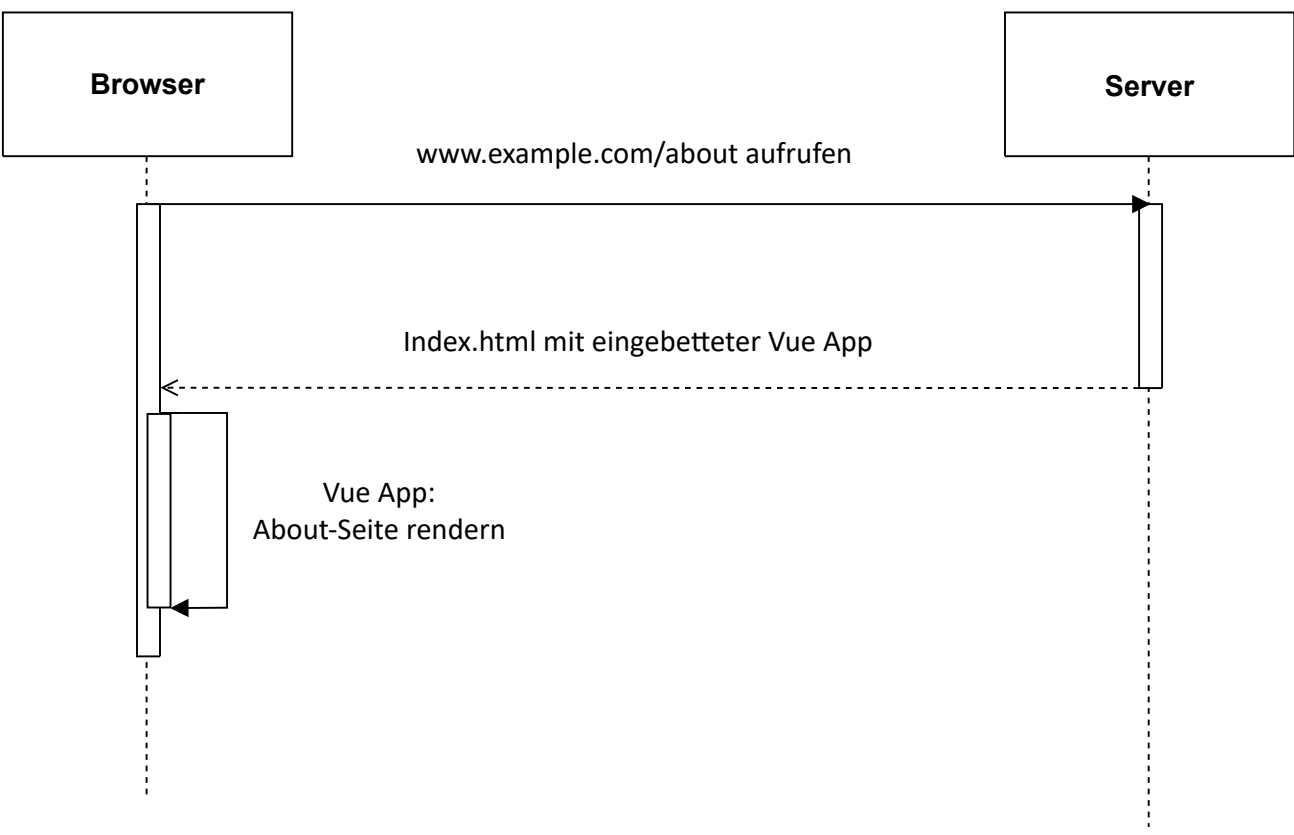 Browser
Server
www.example.com/about aufrufen
Index.html mit eingebetteter Vue App
Vue App:
About-Seite rendern